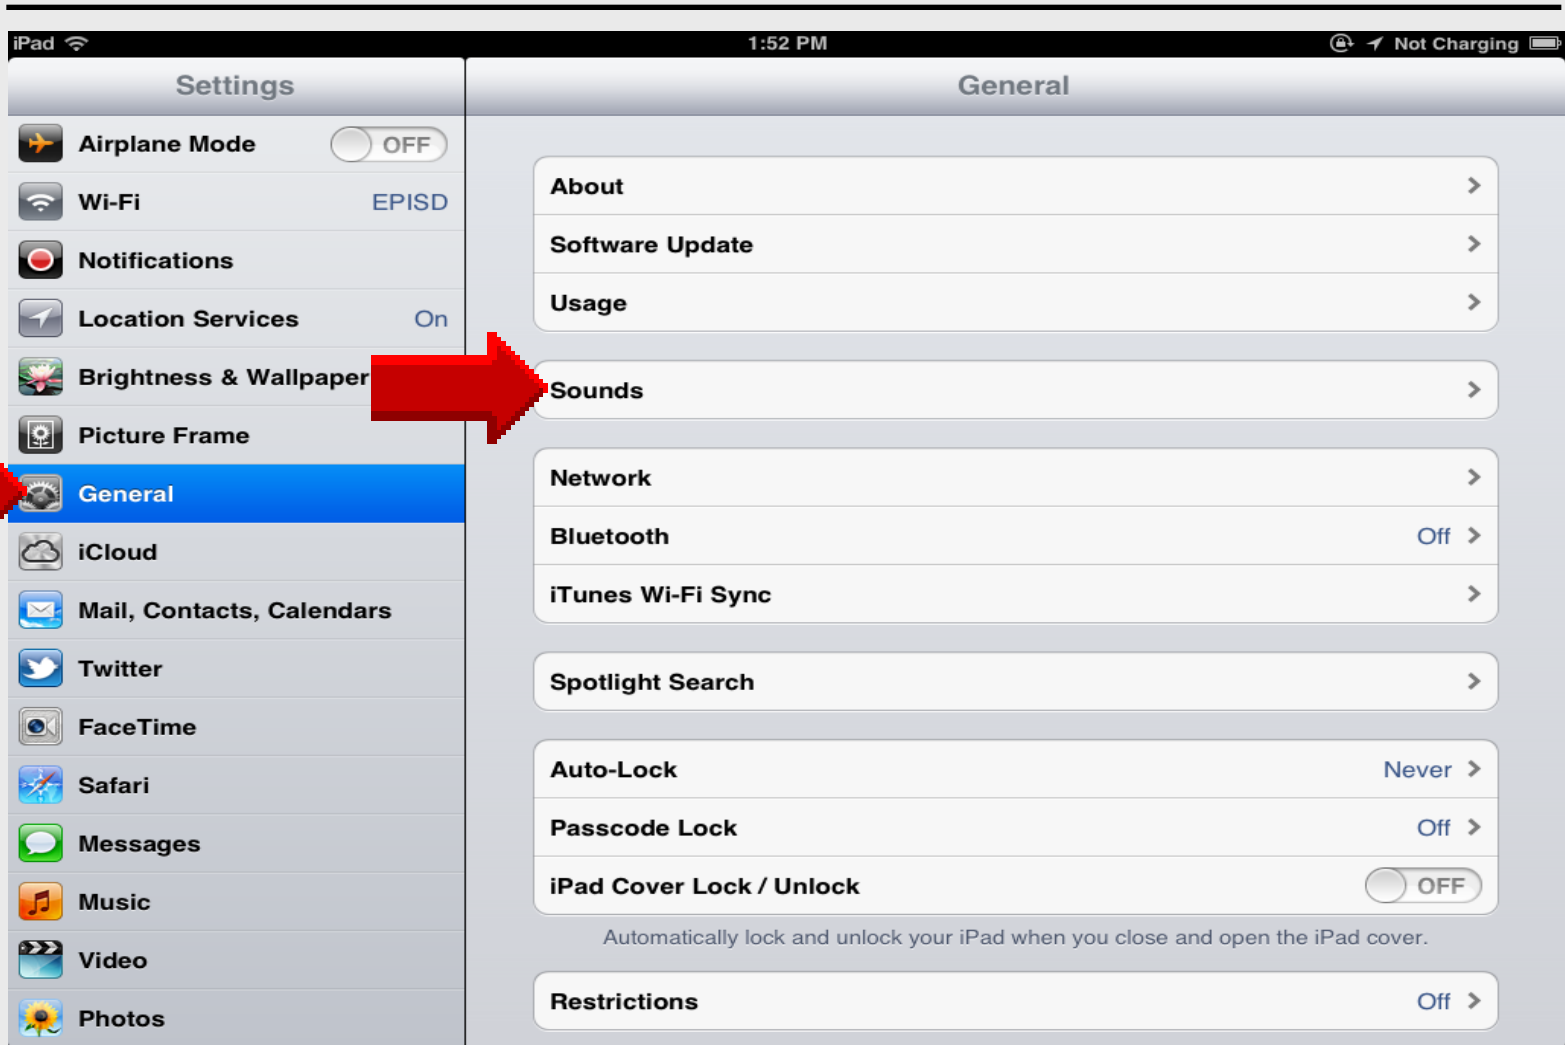 iPad 1:52 PM Not Charging
Settings
Airplane Mode OFF
Wi-Fi EPISD
Notifications
Location Services On
Brightness & Wallpaper
Picture Frame
General
iCloud
Mail, Contacts, Calendars
Twitter
FaceTime
Safari
Messages
Music
Video
Photos
General
About
Software Update
Usage
Sounds
Network
Bluetooth Off
iTunes Wi-Fi Sync
Spotlight Search
Auto-Lock Never
Passcode Lock Off
iPad Cover Lock / Unlock OFF
Automatically lock and unlock your iPad when you close and open the iPad cover.
Restrictions Off